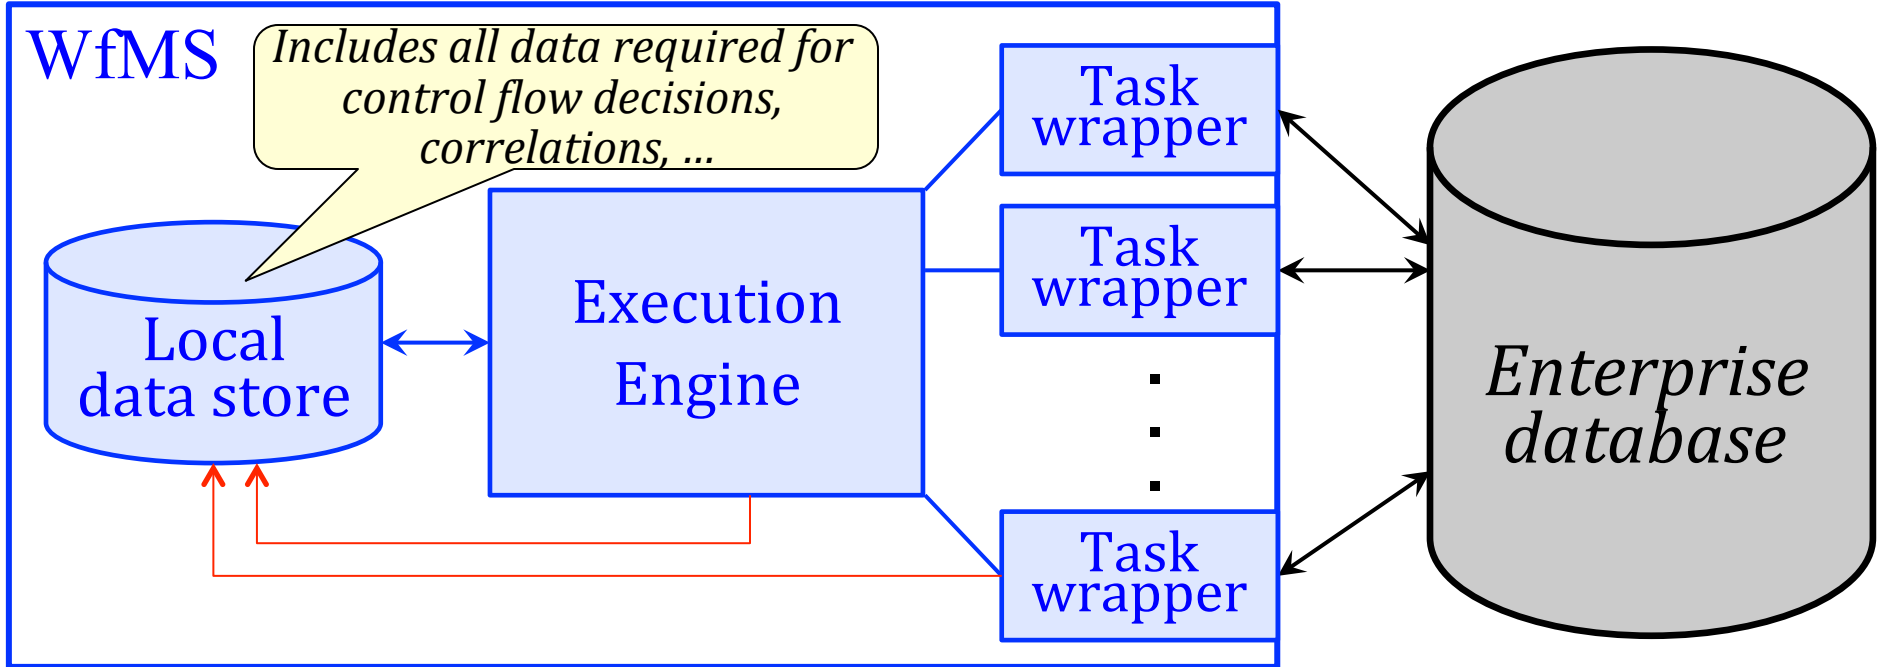 WfMS
Includes all data required for
control flow decisions,
correlations, …
Local
data store
Execution
Engine
Task
wrapper
Task
wrapper
Task
wrapper
Enterprise
database